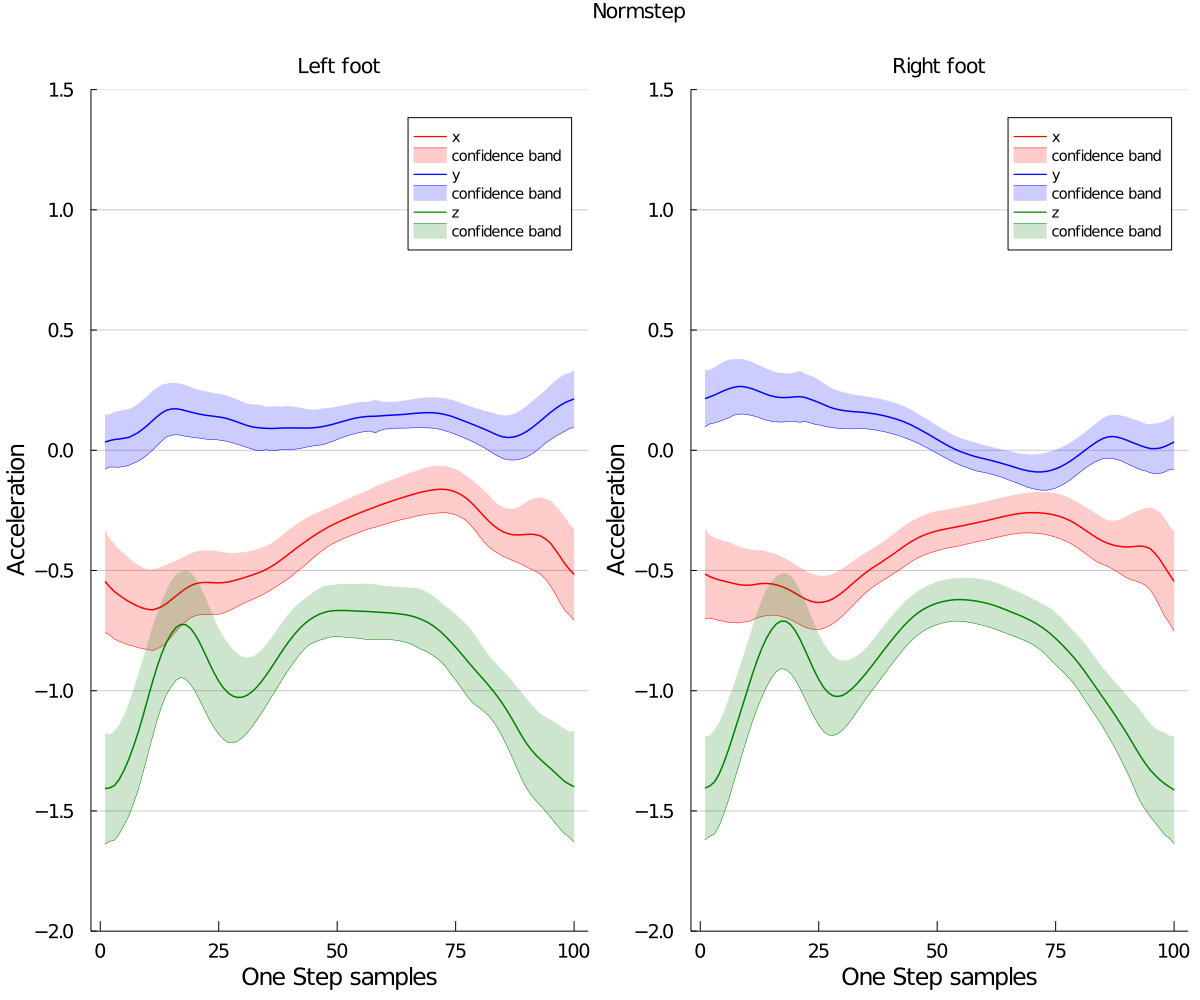 Normstep
Left foot
1.5
1.0
0.5
0.0
−0.5
−1.0
−1.5
−2.0
Acceleration
x
confidence band
y
confidence band
z
confidence band
0 25 50 75 100
One Step samples
Right foot
1.5
1.0
0.5
0.0
−0.5
−1.0
−1.5
−2.0
Acceleration
x
confidence band
y
confidence band
z
confidence band
0 25 50 75 100
One Step samples